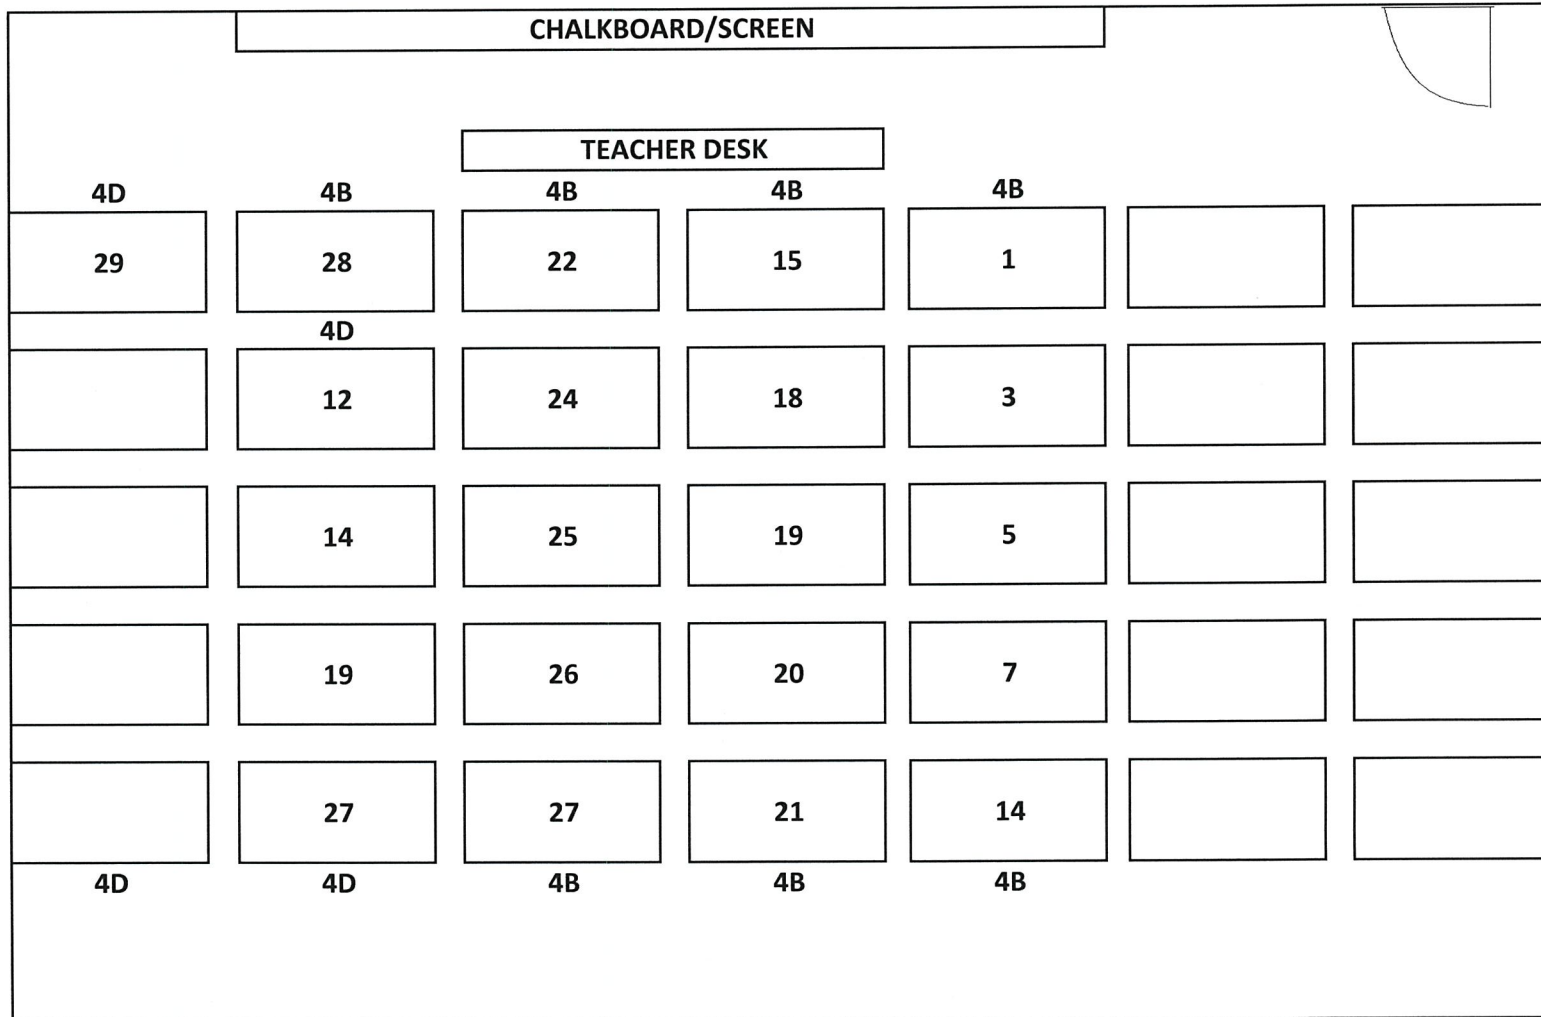 CHALKBOARD/SCREEN
TEACHER DESK
4D 4B 4B 4B 4B
29 28 22 15 1
4D
12 24 18 3
14 25 19 5
19 26 20 7
27 27 21 14
4D 4D 4B 4B 4B